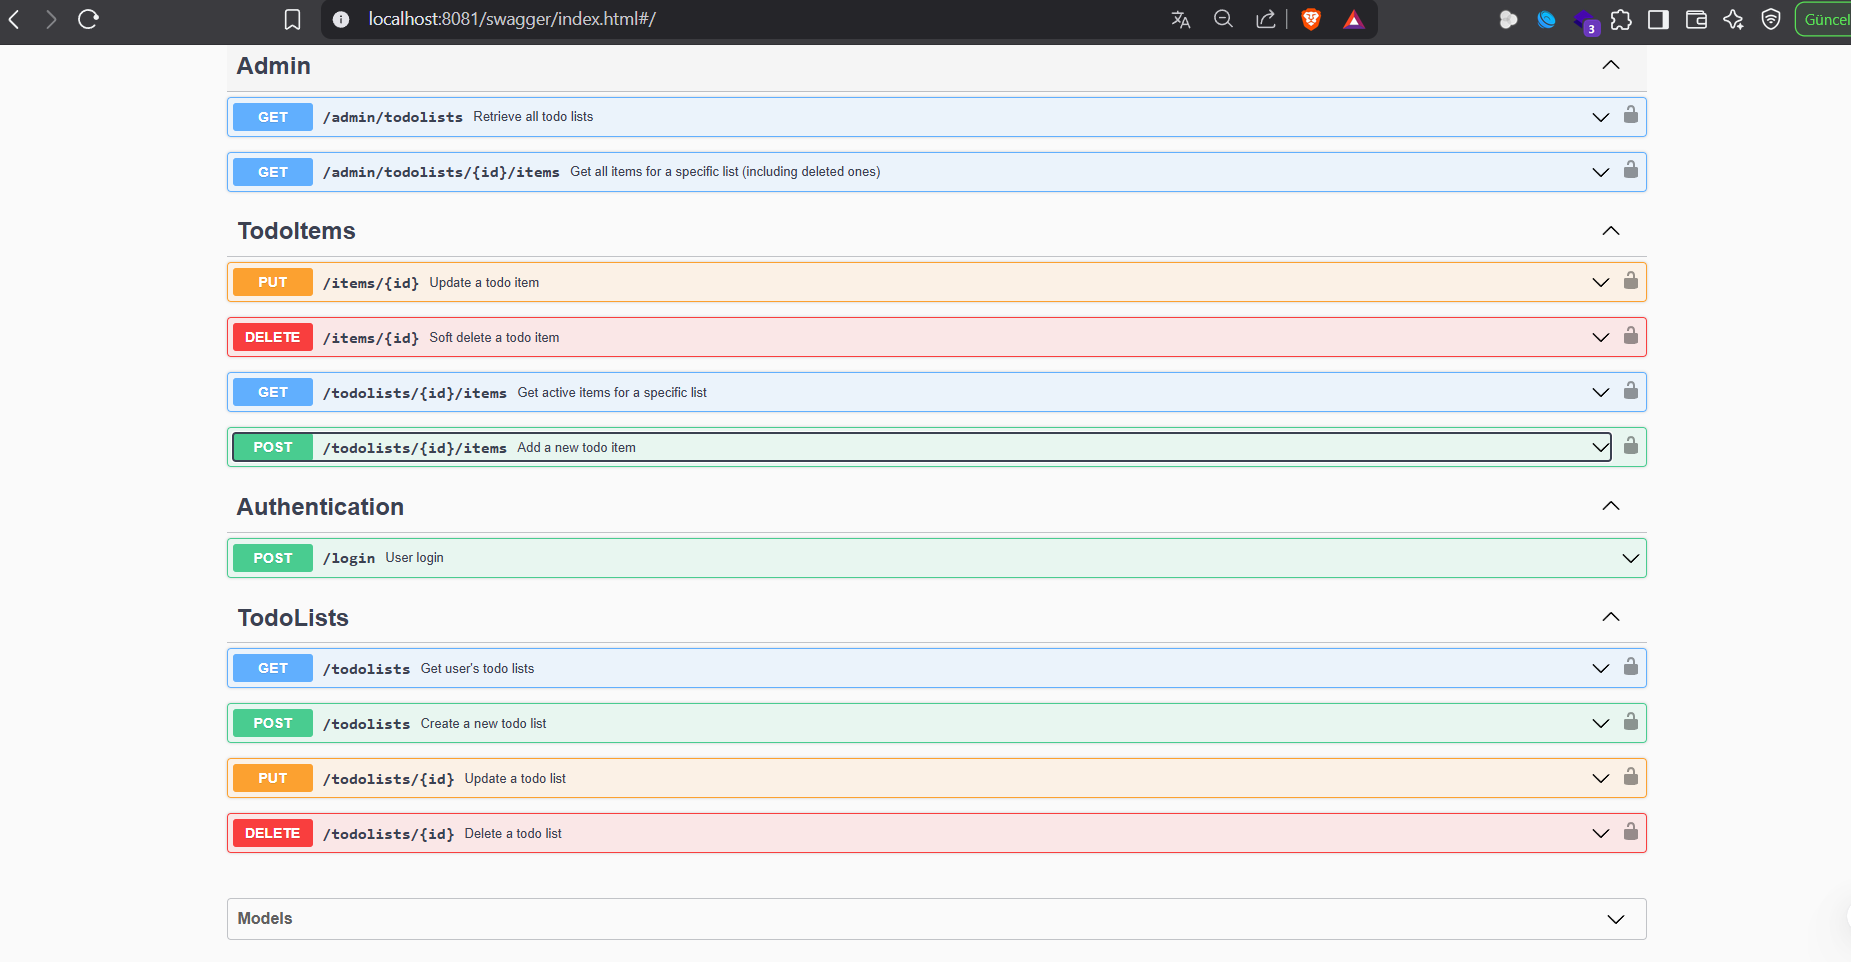 localhost:8081/swagger/index.html#/
3
Güncel
Admin
GET /admin/todolists Retrieve all todo lists
GET /admin/todolists/{id}/items Get all items for a specific list (including deleted ones)
TodoItems
PUT /items/{id} Update a todo item
DELETE /items/{id} Soft delete a todo item
GET /todolists/{id}/items Get active items for a specific list
POST /todolists/{id}/items Add a new todo item
Authentication
POST /login User login
TodoLists
GET /todolists Get user's todo lists
POST /todolists Create a new todo list
PUT /todolists/{id} Update a todo list
DELETE /todolists/{id} Delete a todo list
Models